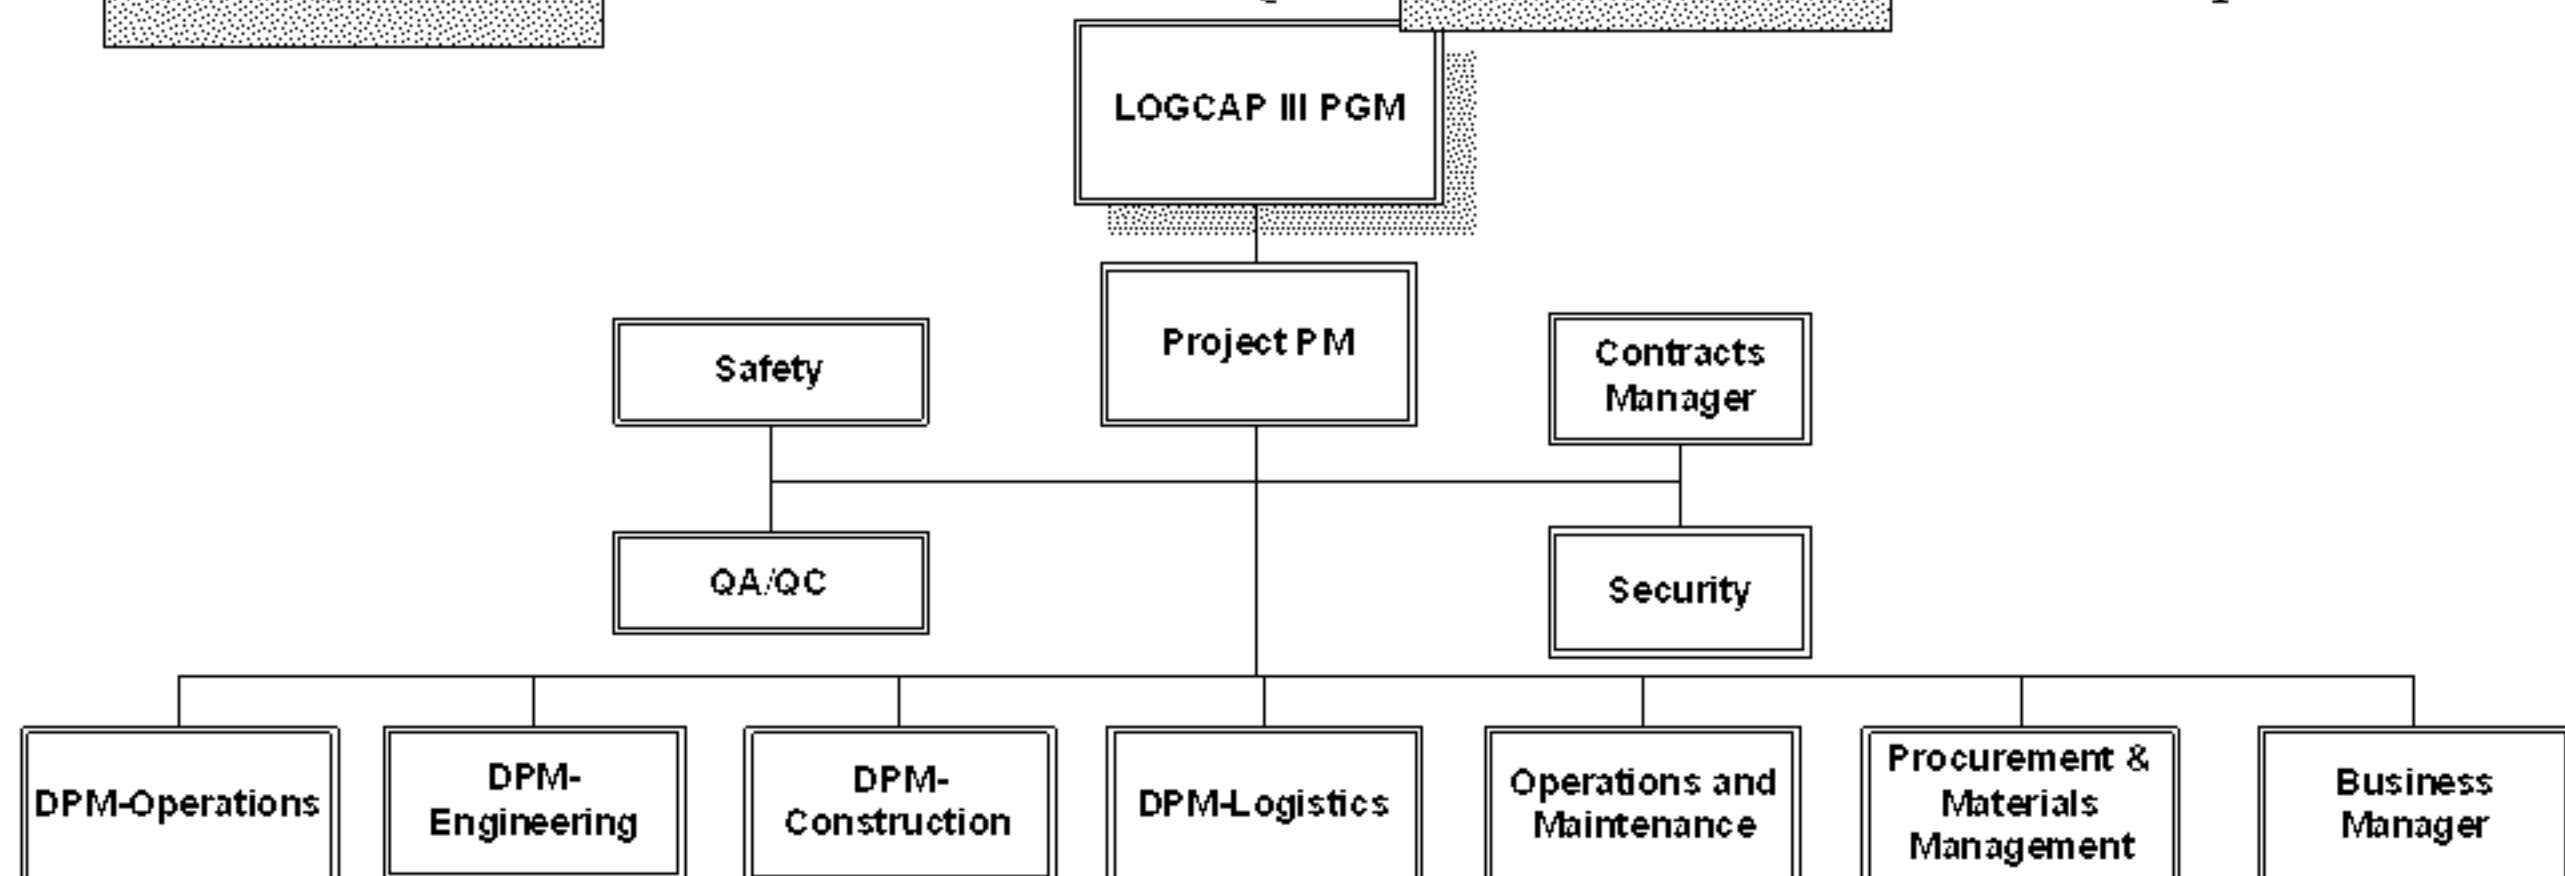 LOGCAP III PGM
Project PM
Safety
Contracts
Manager
QA/QC
Security
DPM-Operations
DPM-
Engineering
DPM-
Construction
DPM-Logistics
Operations and
Maintenance
Procurement &
Materials
Management
Business
Manager